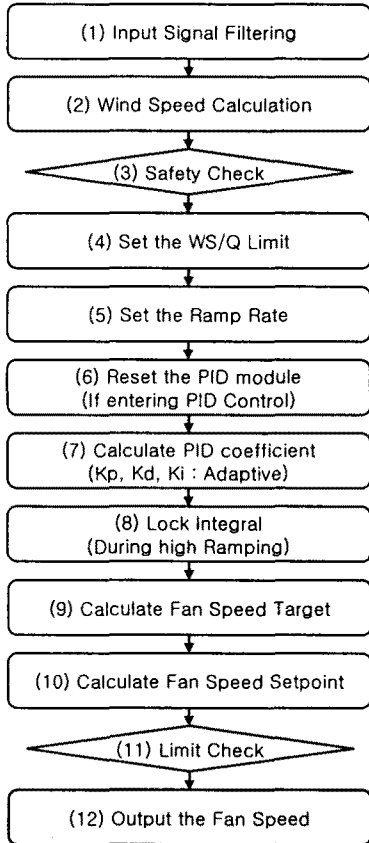 (1) Input Signal Filtering
(2) Wind Speed Calculation
(3) Safety Check
(4) Set the WS/Q Limit
(5) Set the Ramp Rate
(6) Reset the PID module
(If entering PID Control)
(7) Calculate PID coefficient
(Kp, Kd, Ki : Adaptive)
(8) Lock Integral
(During high Ramping)
(9) Calculate Fan Speed Target
(10) Calculate Fan Speed Setpoint
(11) Limit Check
(12) Output the Fan Speed